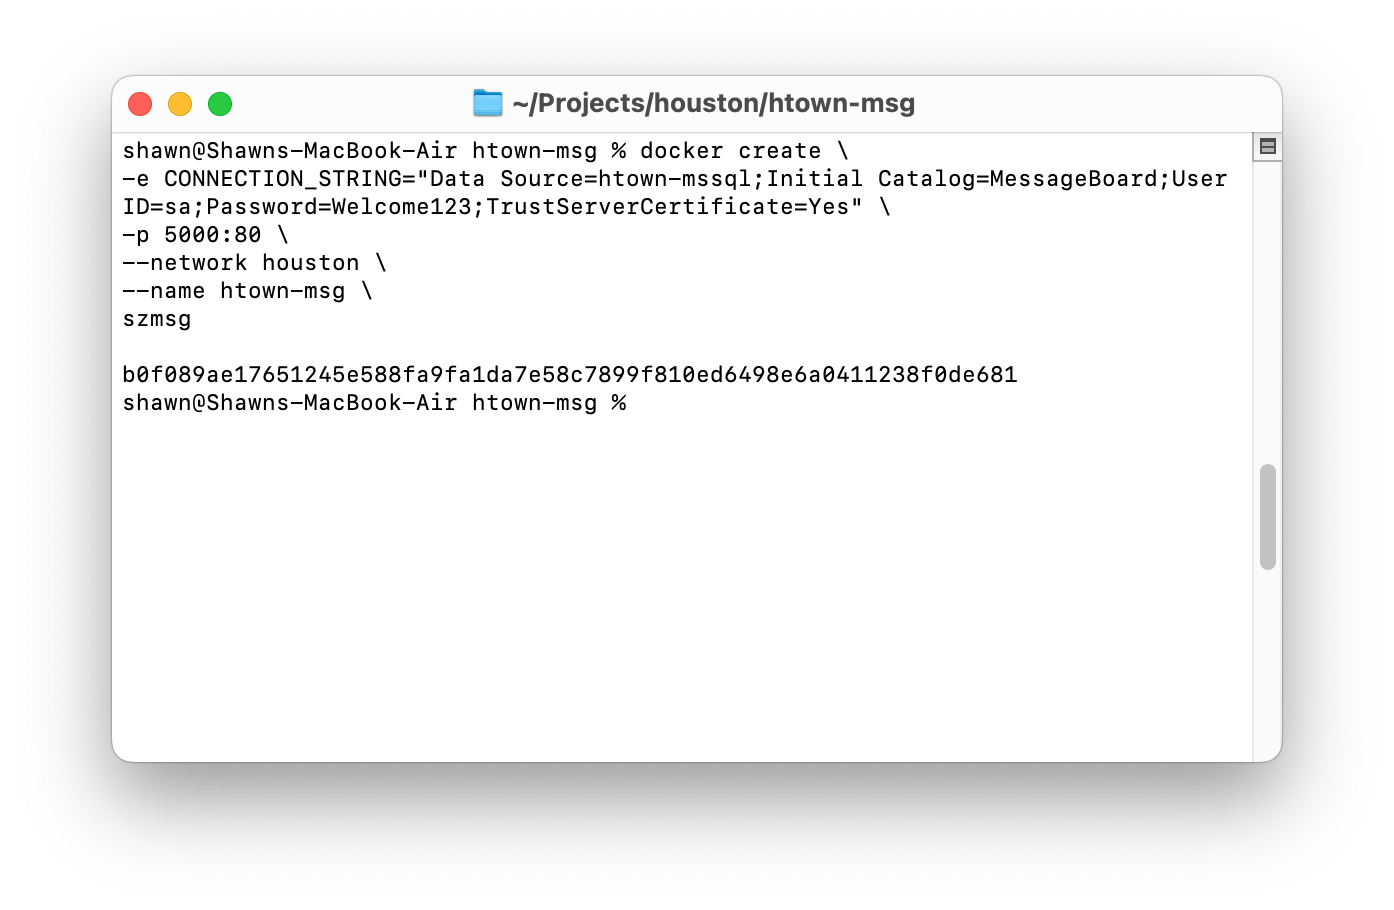 ~/Projects/houston/htown-msg
shawn@Shawns-MacBook-Air htown-msg % docker create \
-e CONNECTION_STRING="Data Source=htown-mssql;Initial Catalog=MessageBoard;User
ID=sa;Password=Welcome123;TrustServerCertificate=Yes" \
-p 5000:80 \
--network houston \
--name htown-msg \
szmsg
b0f089ae17651245e588fa9fa1da7e58c7899f810ed6498e6a0411238f0de681
shawn@Shawns-MacBook-Air htown-msg %